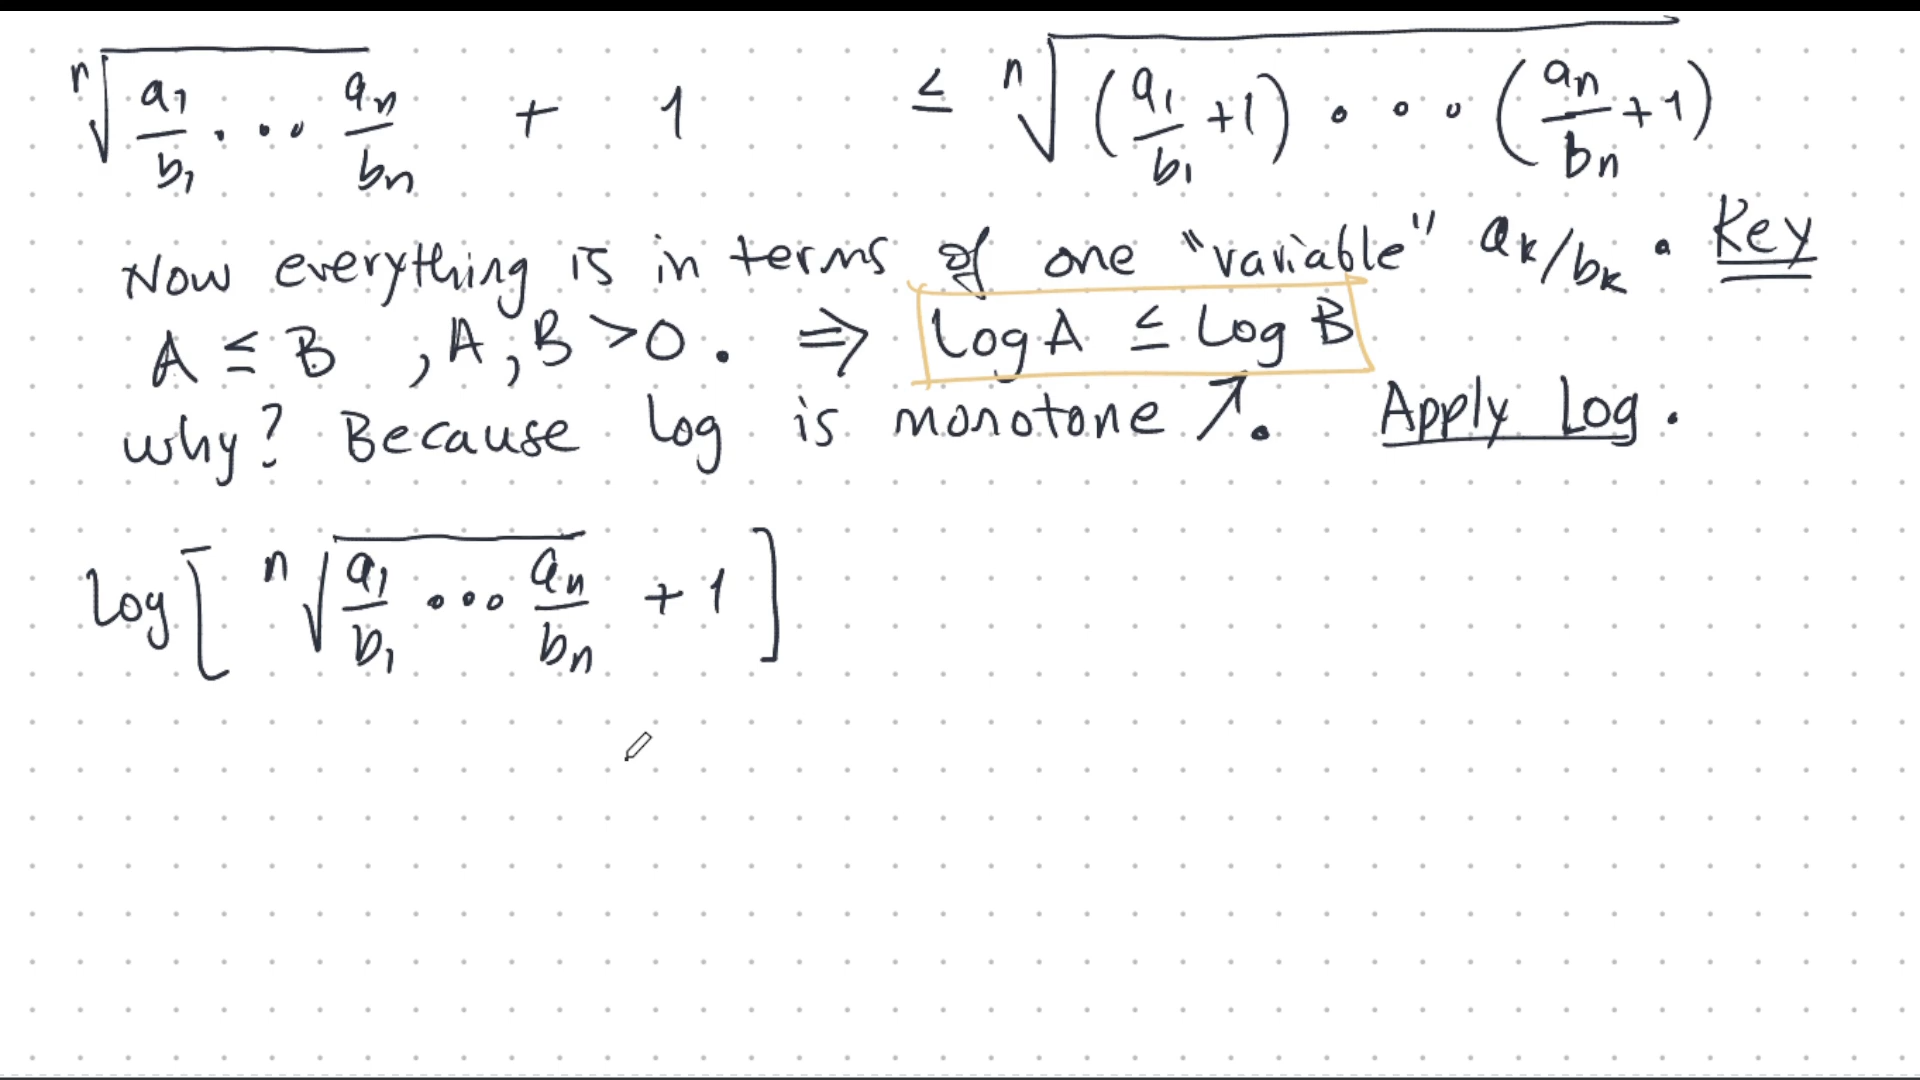 ⁿ√(a₁/b₁ · ... aₙ/bₙ) + 1 ≤ ⁿ√((a₁/b₁ + 1) · · · (aₙ/bₙ + 1))
Now everything is in terms of one "variable" aₖ/bₖ. Key
A ≤ B , A, B > 0. ⇒ Log A ≤ Log B
why? Because Log is monotone ↗. Apply Log.
Log[ ⁿ√(a₁/b₁ ... aₙ/bₙ) + 1 ]